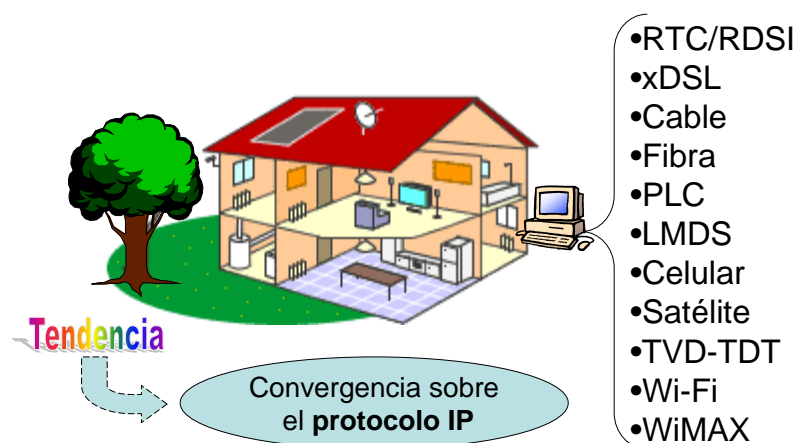 •RTC/RDSI
•xDSL
•Cable
•Fibra
•PLC
•LMDS
•Celular
•Satélite
•TVD-TDT
•Wi-Fi
•WiMAX
Tendencia
Convergencia sobre
el protocolo IP